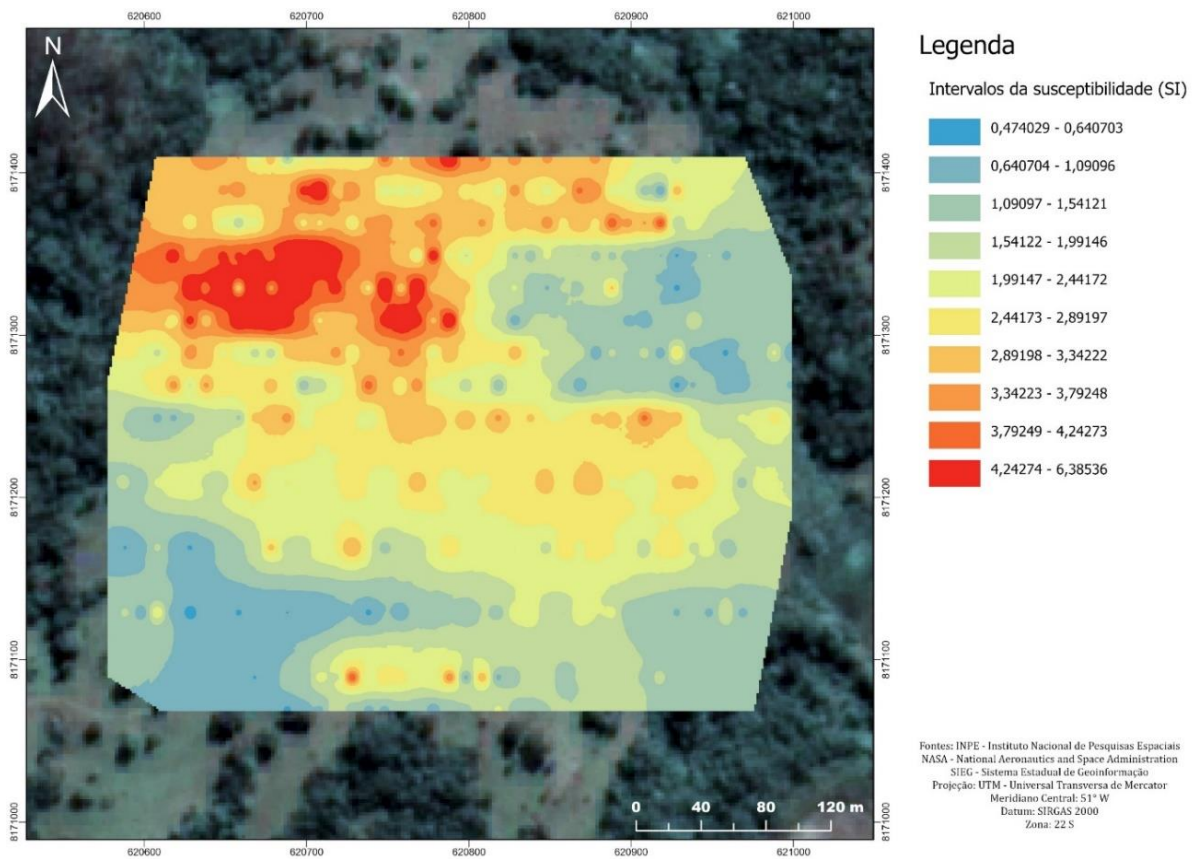 620600 620700 620800 620900 621000
N
8171400 8171400
8171300 8171300
8171200 8171200
8171100 8171100
8171000 8171000
0 40 80 120 m
620600 620700 620800 620900 621000
Legenda
Intervalos da susceptibilidade (SI)
0,474029 - 0,640703
0,640704 - 1,09096
1,09097 - 1,54121
1,54122 - 1,99146
1,99147 - 2,44172
2,44173 - 2,89197
2,89198 - 3,34222
3,34223 - 3,79248
3,79249 - 4,24273
4,24274 - 6,38536
Fontes: INPE - Instituto Nacional de Pesquisas Espaciais
NASA - National Aeronautics and Space Administration
SIEG - Sistema Estadual de Geoinformação
Projeção: UTM - Universal Transversa de Mercator
Meridiano Central: 51° W
Datum: SIRGAS 2000
Zona: 22 S